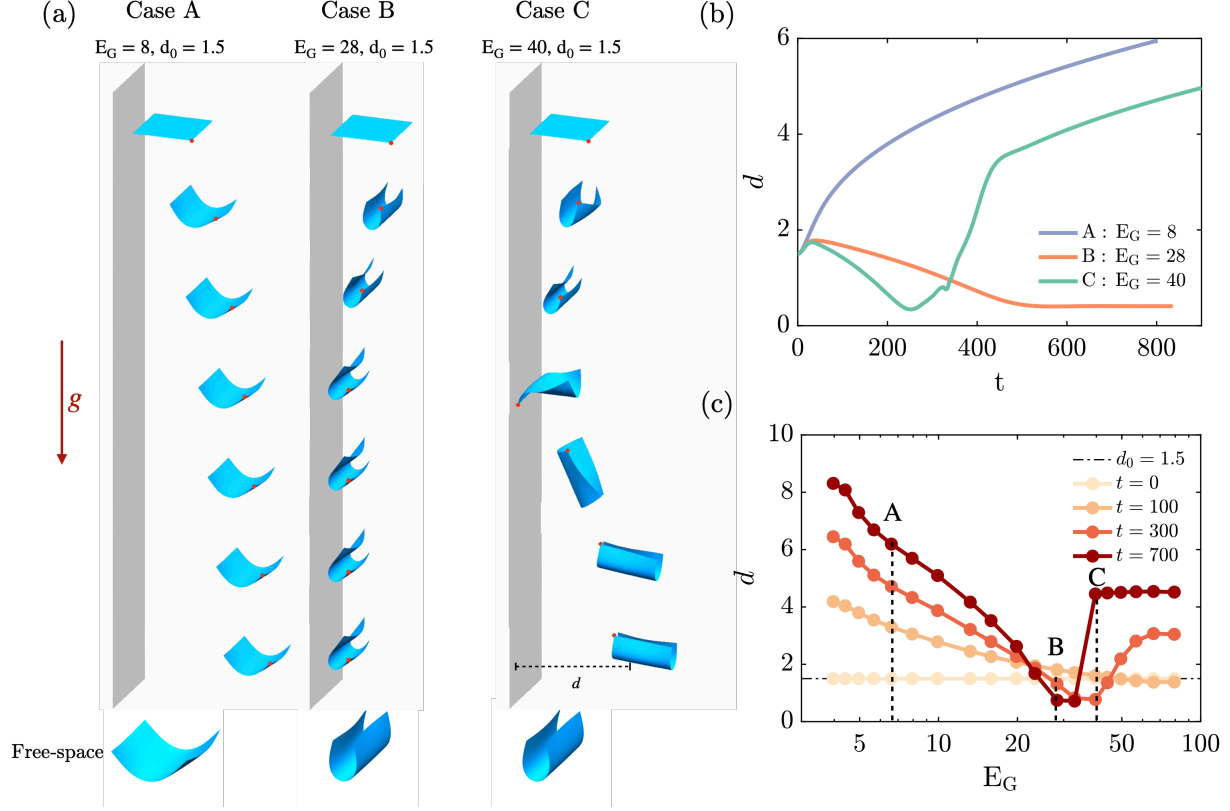 (a)
Case A
Case B
Case C
E_G = 8, d_0 = 1.5
E_G = 28, d_0 = 1.5
E_G = 40, d_0 = 1.5
g
d
Free-space
(b)
6
4
2
0
d
A : E_G = 8
B : E_G = 28
C : E_G = 40
0
200
400
600
800
t
(c)
10
8
6
4
2
0
d
d_0 = 1.5
t = 0
t = 100
t = 300
t = 700
A
B
C
5
10
20
50
100
E_G